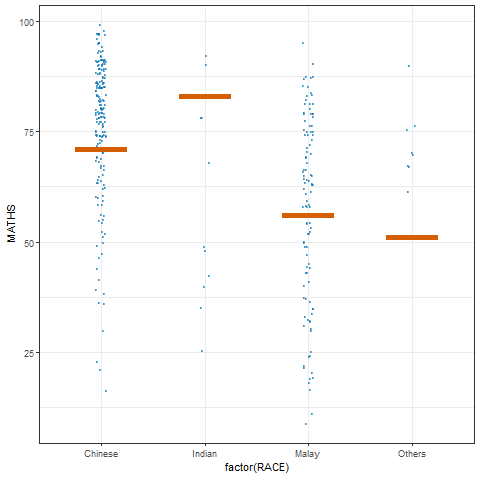 100
75
50
25
MATHS
Chinese
Indian
Malay
Others
factor(RACE)